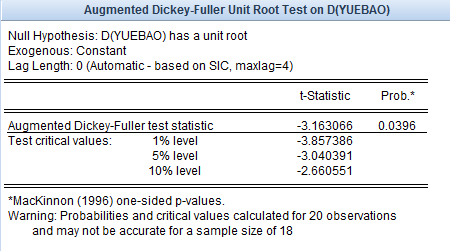 Augmented Dickey-Fuller Unit Root Test on D(YUEBAO)
Null Hypothesis: D(YUEBAO) has a unit root
Exogenous: Constant
Lag Length: 0 (Automatic - based on SIC, maxlag=4)
t-Statistic Prob.*
Augmented Dickey-Fuller test statistic -3.163066 0.0396
Test critical values: 1% level -3.857386
5% level -3.040391
10% level -2.660551
*MacKinnon (1996) one-sided p-values.
Warning: Probabilities and critical values calculated for 20 observations
and may not be accurate for a sample size of 18